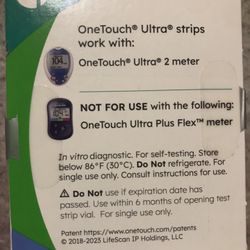 OneTouch® Ultra® strips
work with:
104
OneTouch® Ultra® 2 meter
NOT FOR USE with the following:
OneTouch Ultra Plus Flex™ meter
In vitro diagnostic. For self-testing. Store
below 86°F (30°C). Do Not refrigerate. For
single use only. Consult instructions for use.
⚠ Do Not use if expiration date has
passed. Use within 6 months of opening test
strip vial. For single use only.
Patent https://www.onetouch.com/patents
© 2018-2023 LifeScan IP Holdings, LLC